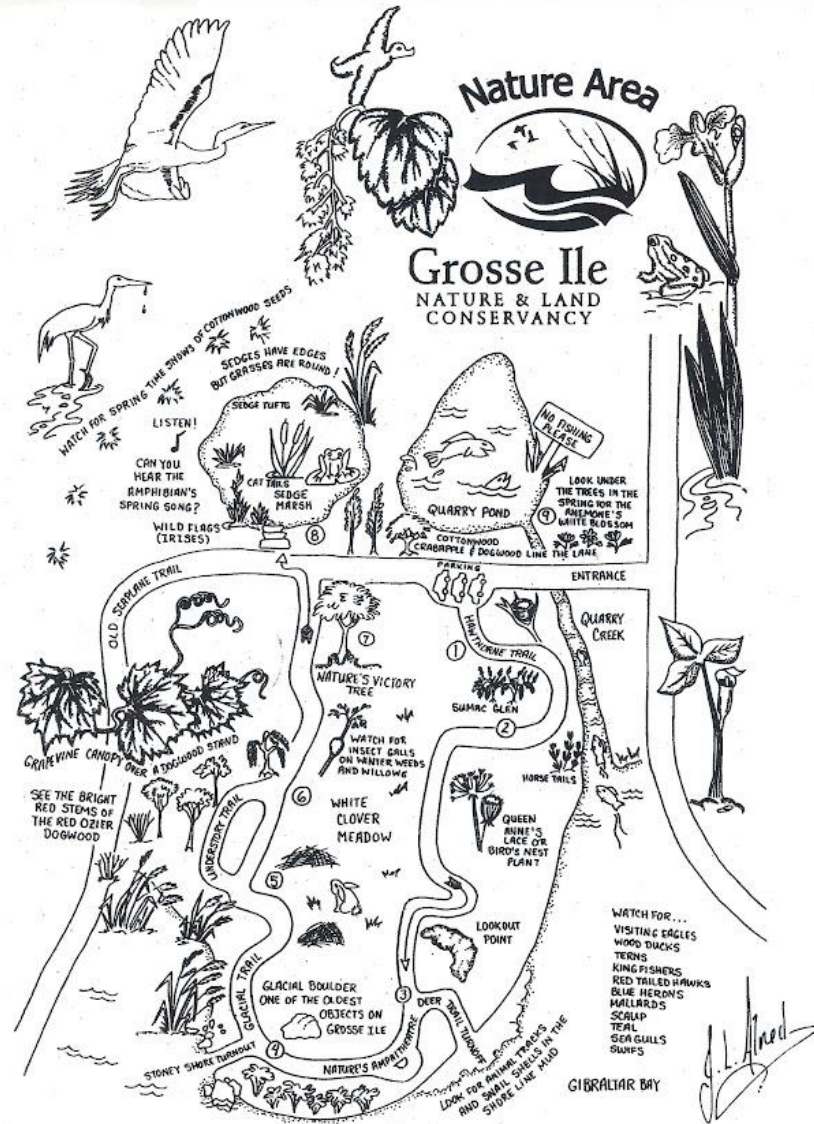 Nature Area
Grosse Ile
NATURE & LAND
CONSERVANCY
WATCH FOR SPRING TIME SNOWS OF COTTONWOOD SEEDS
SEDGES HAVE EDGES
BUT GRASSES ARE ROUND!
SEDGE TUFTS
LISTEN!
CAN YOU
HEAR THE
AMPHIBIAN'S
SPRING SONG?
CAT TAILS
SEDGE
MARSH
WILD FLAGS
(IRISES)
8
NO FISHING
PLEASE
QUARRY POND
9
LOOK UNDER
THE TREES IN THE
SPRING FOR THE
ANEMONE'S
WHITE BLOSSOM
COTTONWOOD
CRABAPPLE & DOGWOOD LINE THE LANE
PARKING
ENTRANCE
OLD SEAPLANE TRAIL
7
NATURE'S VICTORY
TREE
1
HAWTHORNE TRAIL
QUARRY
CREEK
SUMAC GLEN
2
HORSE TAILS
GRAPEVINE CANOPY OVER A DOGWOOD STAND
WATCH FOR
INSECT GALLS
ON WINTER WEEDS
AND WILLOWS
SEE THE BRIGHT
RED STEMS OF
THE RED OZIER
DOGWOOD
UNDERSTORY TRAIL
6
WHITE
CLOVER
MEADOW
QUEEN
ANNE'S
LACE OR
BIRD'S NEST
PLANT?
5
LOOKOUT
POINT
GLACIAL TRAIL
GLACIAL BOULDER
ONE OF THE OLDEST
OBJECTS ON
GROSSE ILE
3
DEER TRAIL TURNOFF
STONEY SHORE TURNOUT
4
NATURE'S AMPITHEATRE
LOOK FOR ANIMAL TRACKS
AND SNAIL SHELLS IN THE
SHORE LINE MUD
WATCH FOR...
VISITING EAGLES
WOOD DUCKS
TERNS
KINGFISHERS
RED TAILED HAWKS
BLUE HERONS
MALLARDS
SCAUP
TEAL
SEA GULLS
SWIFS
GIBRALTAR BAY